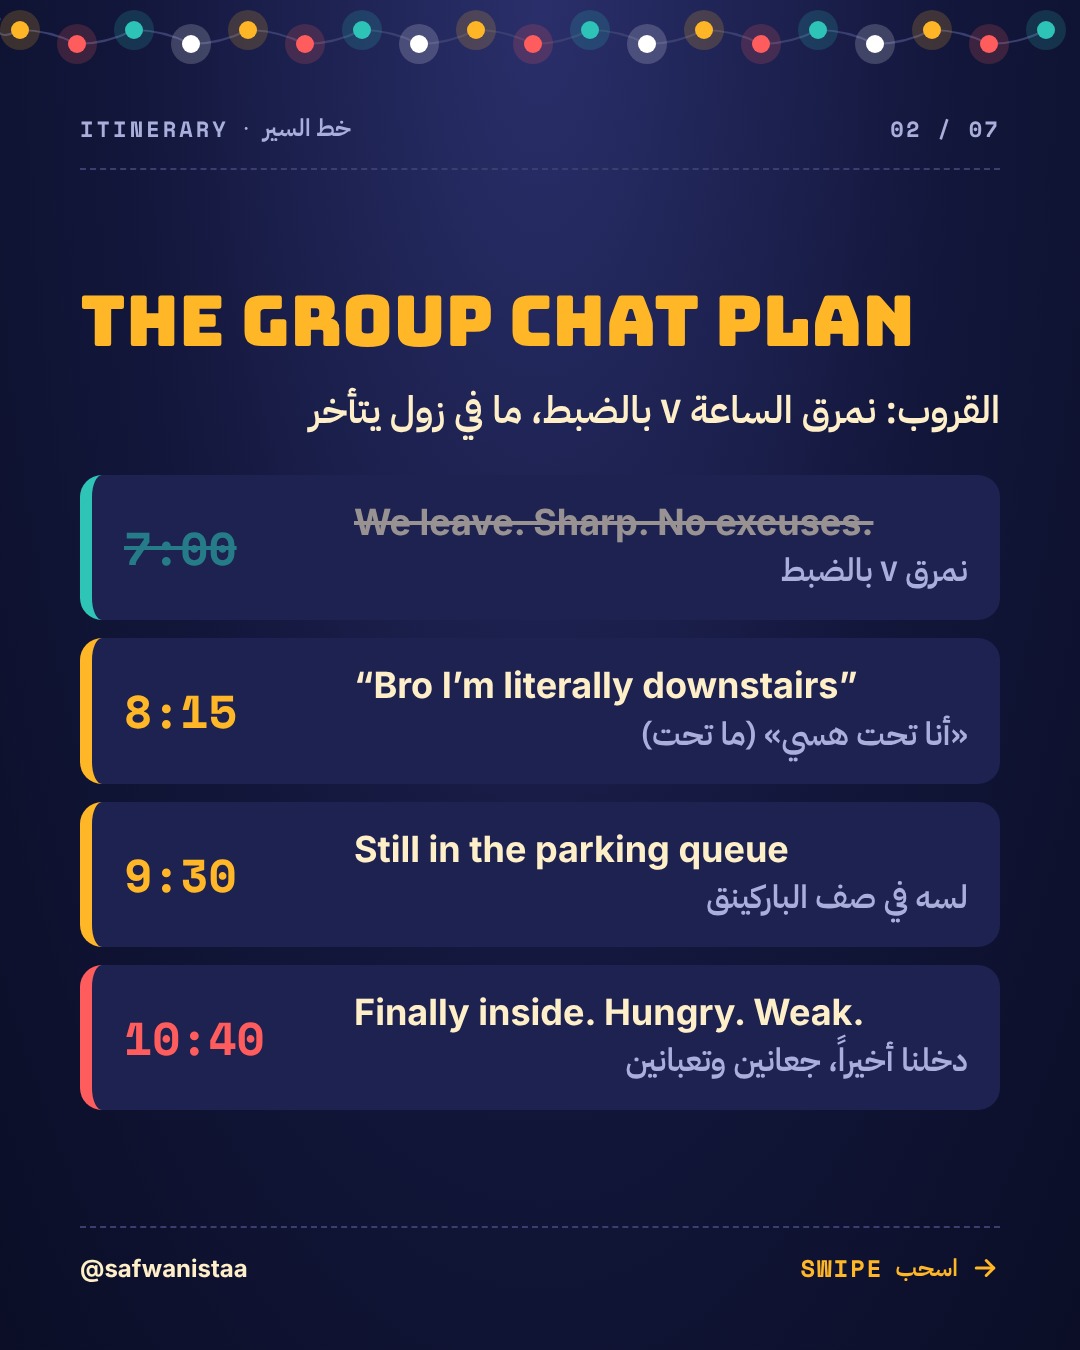 ITINERARY · خط السير
02 / 07
THE GROUP CHAT PLAN
القروب: نمرق الساعة ٧ بالضبط، ما في زول يتأخر
7:00
We leave. Sharp. No excuses.
نمرق ٧ بالضبط
8:15
“Bro I’m literally downstairs”
«أنا تحت هسي» (ما تحت)
9:30
Still in the parking queue
لسه في صف الباركينق
10:40
Finally inside. Hungry. Weak.
دخلنا أخيراً، جعانين وتعبانين
@safwanistaa
SWIPE اسحب →